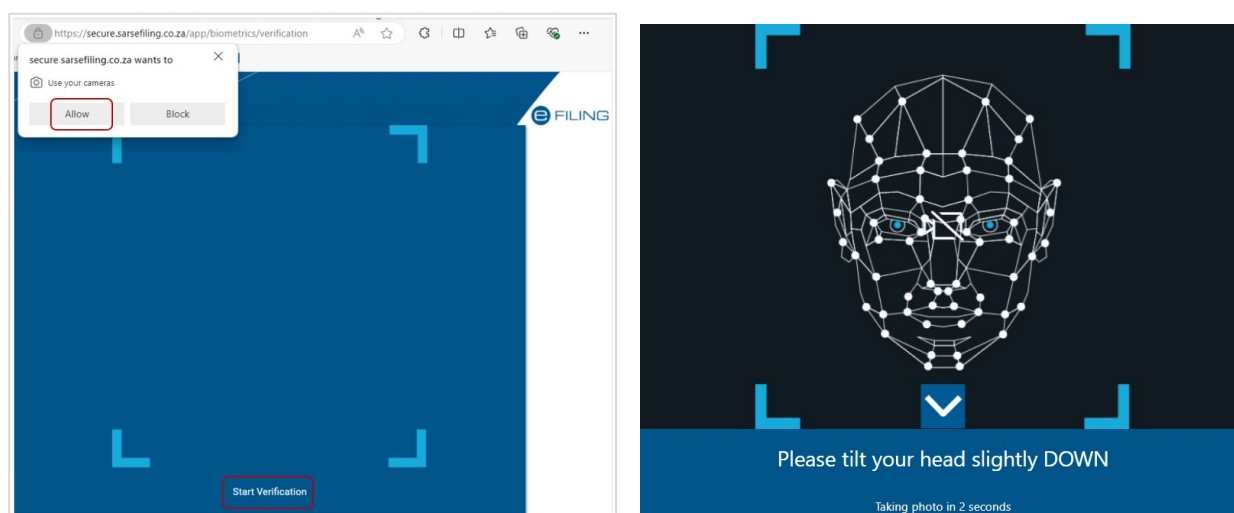 https://secure.sarsefiling.co.za/app/biometrics/verification
secure.sarsefiling.co.za wants to
Use your cameras
Allow Block
e FILING
Start Verification
Please tilt your head slightly DOWN
Taking photo in 2 seconds